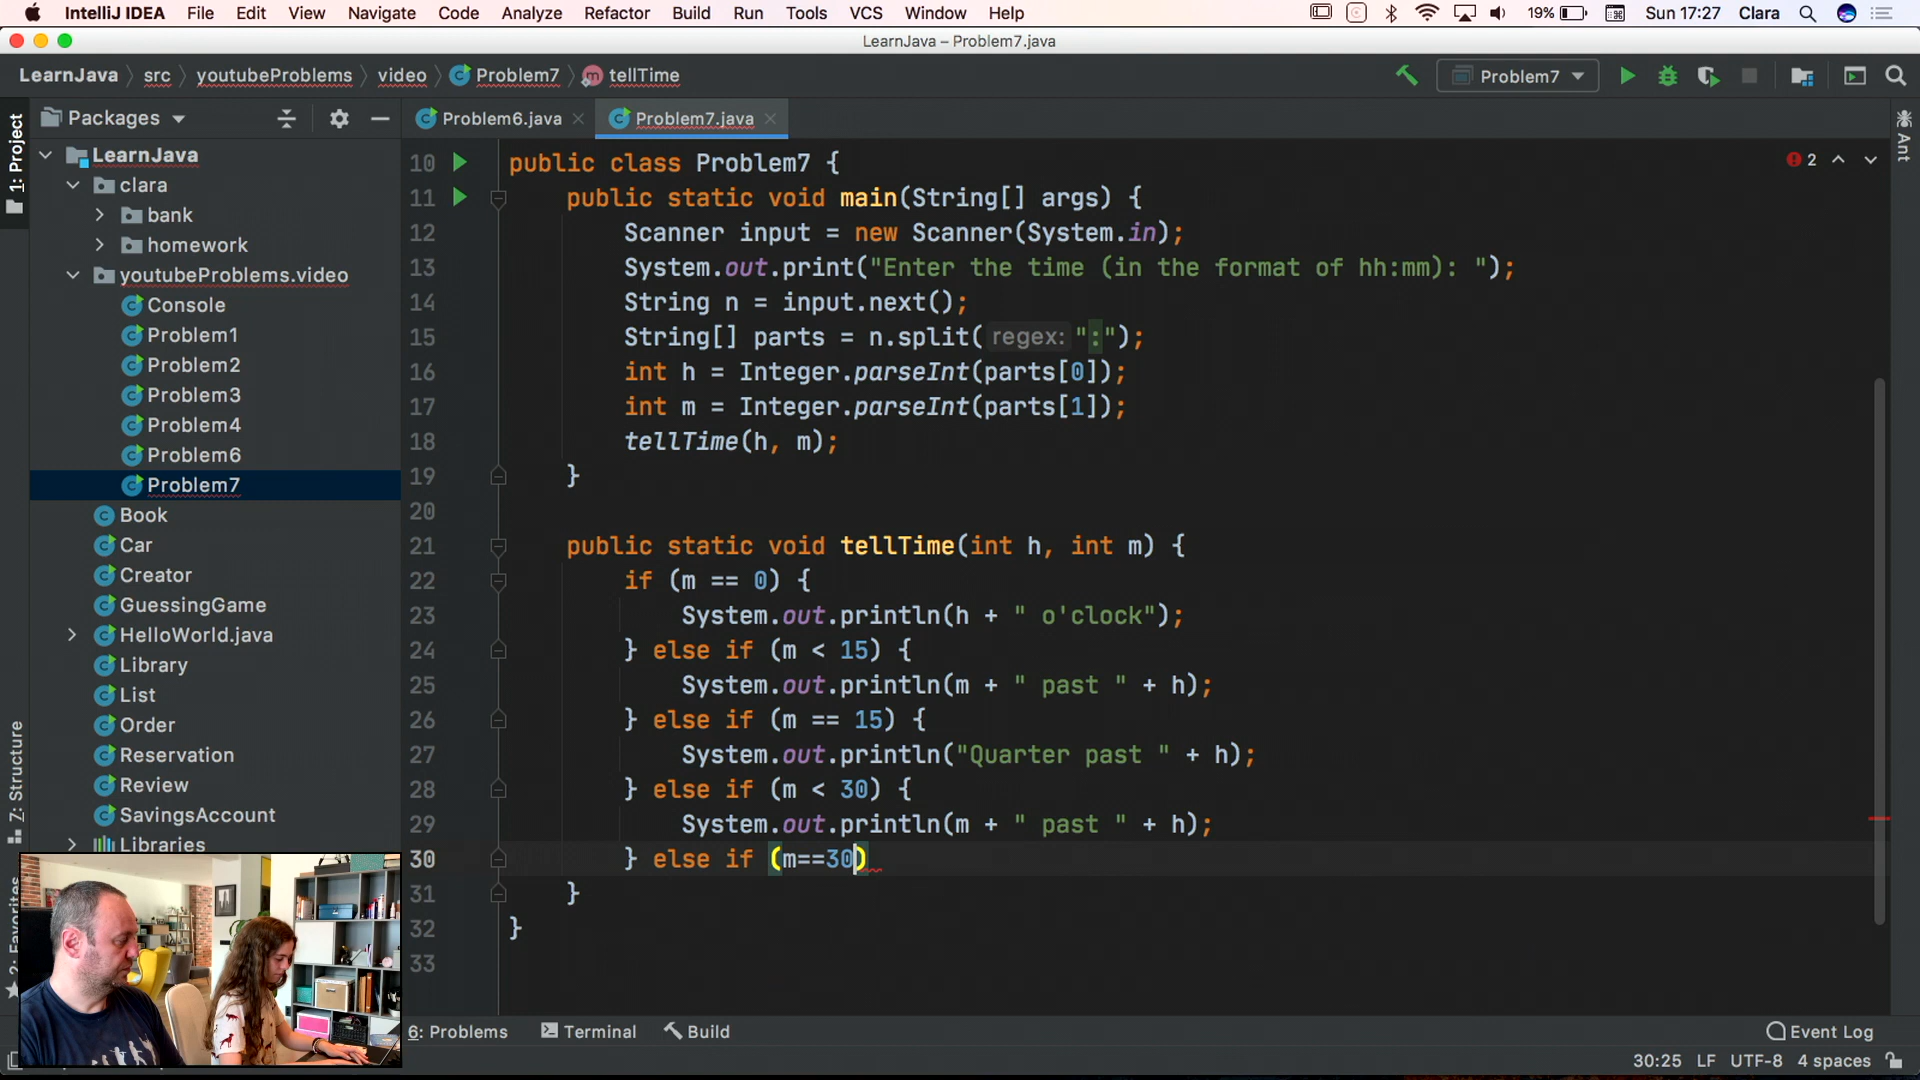 IntelliJ IDEA File Edit View Navigate Code Analyze Refactor Build Run Tools VCS Window Help 19% Sun 17:27 Clara
LearnJava – Problem7.java
LearnJava src youtubeProblems video Problem7 tellTime Problem7
1: Project
Packages
Problem6.java Problem7.java
Ant
LearnJava
clara
bank
homework
youtubeProblems.video
Console
Problem1
Problem2
Problem3
Problem4
Problem6
Problem7
Book
Car
Creator
GuessingGame
HelloWorld.java
Library
List
Order
Reservation
Review
SavingsAccount
Libraries
Z: Structure
2: Favorites
2
10 public class Problem7 {
11 public static void main(String[] args) {
12 Scanner input = new Scanner(System.in);
13 System.out.print("Enter the time (in the format of hh:mm): ");
14 String n = input.next();
15 String[] parts = n.split( regex: ":");
16 int h = Integer.parseInt(parts[0]);
17 int m = Integer.parseInt(parts[1]);
18 tellTime(h, m);
19 }
20
21 public static void tellTime(int h, int m) {
22 if (m == 0) {
23 System.out.println(h + " o'clock");
24 } else if (m < 15) {
25 System.out.println(m + " past " + h);
26 } else if (m == 15) {
27 System.out.println("Quarter past " + h);
28 } else if (m < 30) {
29 System.out.println(m + " past " + h);
30 } else if (m==30)
31 }
32 }
33
6: Problems Terminal Build Event Log
30:25 LF UTF-8 4 spaces